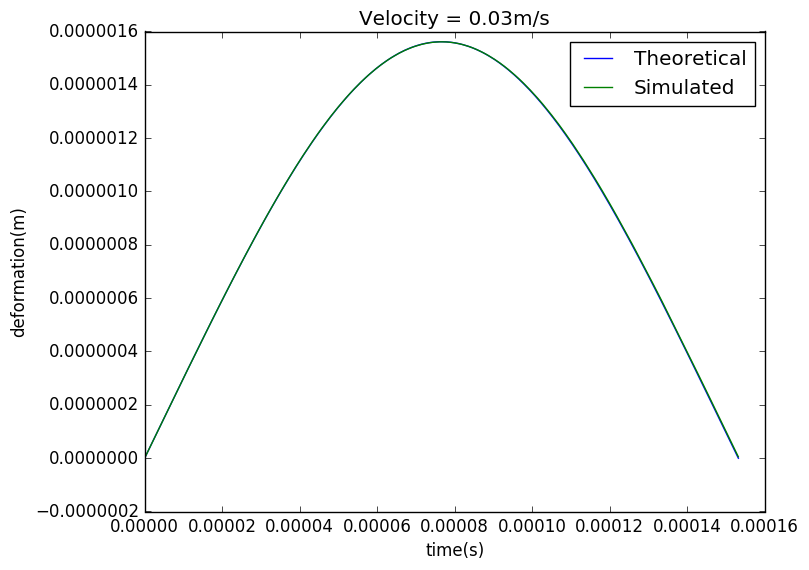 Velocity = 0.03m/s
0.0000016
0.0000014
0.0000012
0.0000010
0.0000008
0.0000006
0.0000004
0.0000002
0.0000000
−0.0000002
deformation(m)
Theoretical
Simulated
0.00000 0.00002 0.00004 0.00006 0.00008 0.00010 0.00012 0.00014 0.00016
time(s)